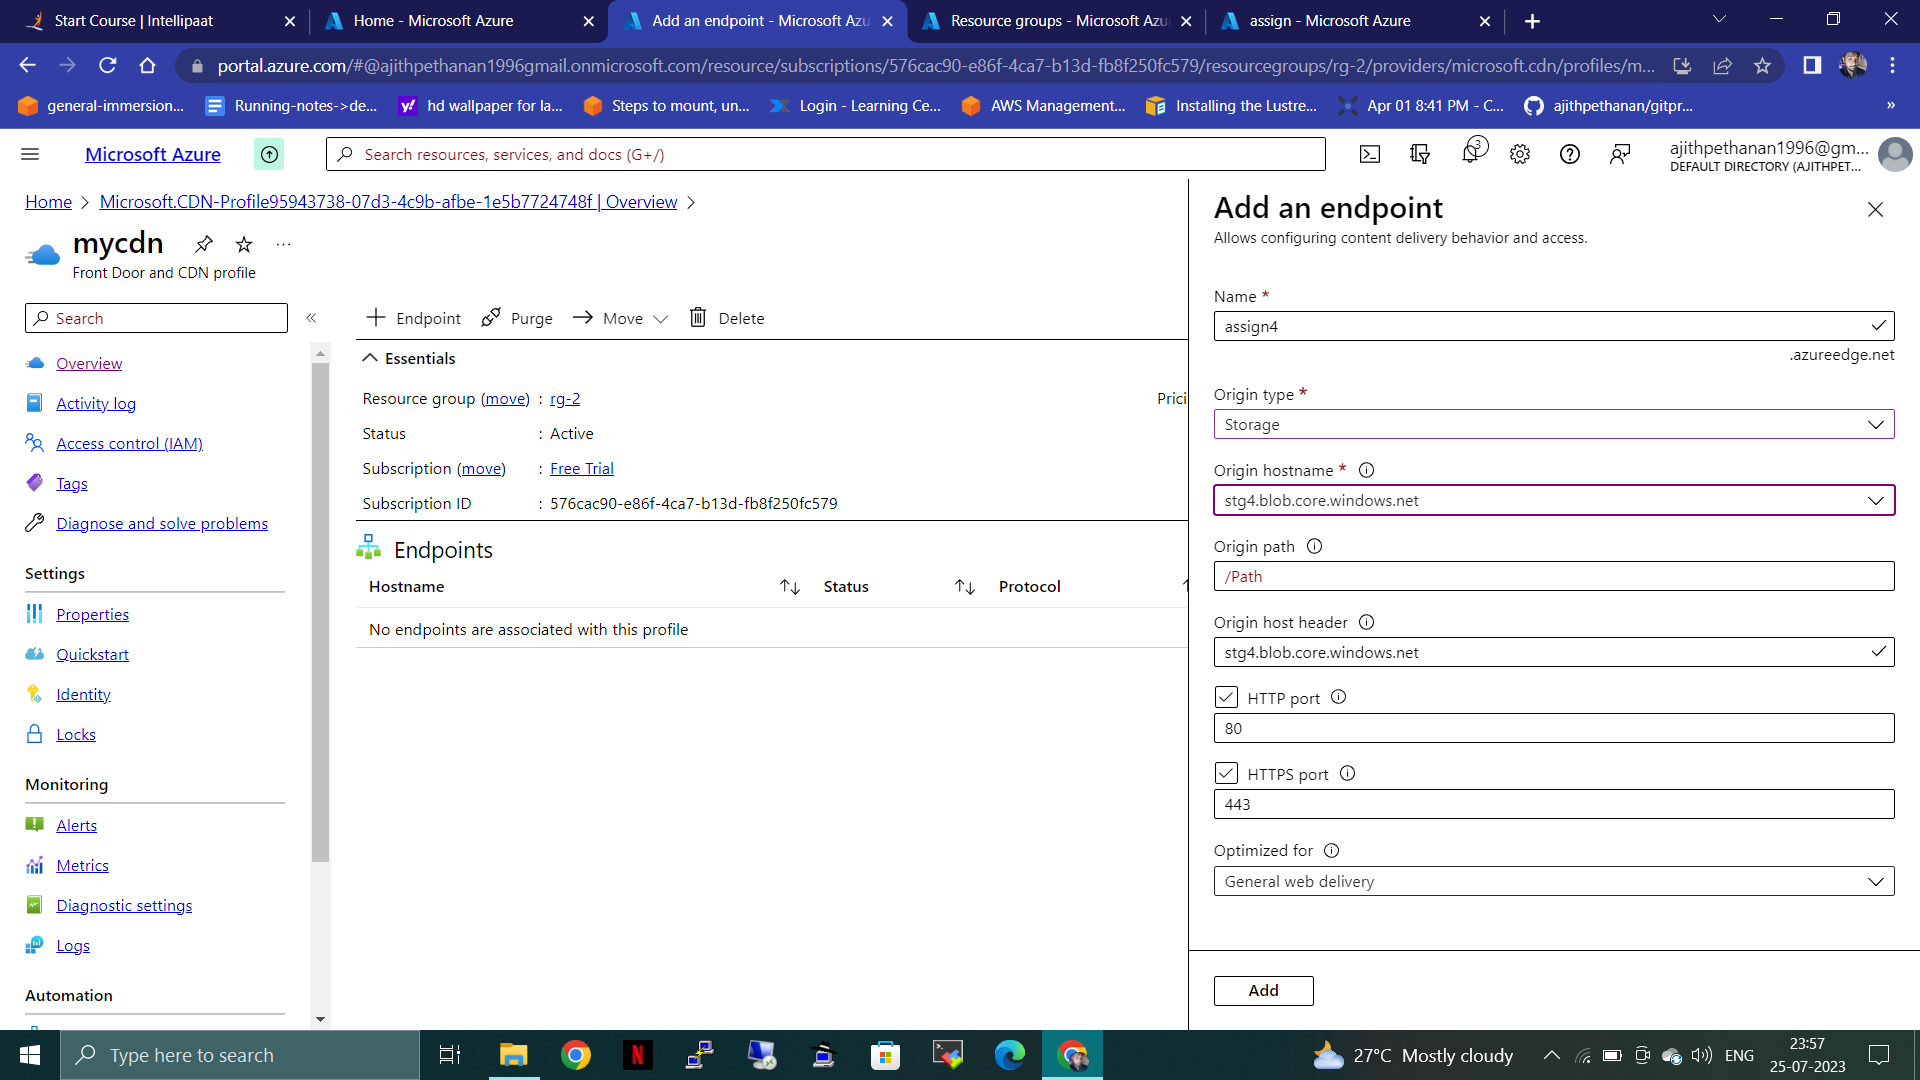 Start Course | Intellipaat
Home - Microsoft Azure
Add an endpoint - Microsoft Azu
Resource groups - Microsoft Azu
assign - Microsoft Azure
portal.azure.com/#@ajithpethanan1996gmail.onmicrosoft.com/resource/subscriptions/576cac90-e86f-4ca7-b13d-fb8f250fc579/resourcegroups/rg-2/providers/microsoft.cdn/profiles/m...
general-immersion...
Running-notes->de...
hd wallpaper for la...
Steps to mount, un...
Login - Learning Ce...
AWS Management...
Installing the Lustre...
Apr 01 8:41 PM - C...
ajithpethanan/gitpr...
»
Microsoft Azure
Search resources, services, and docs (G+/)
3
ajithpethanan1996@gm...
DEFAULT DIRECTORY (AJITHPET...
Home > Microsoft.CDN-Profile95943738-07d3-4c9b-afbe-1e5b7724748f | Overview >
mycdn
...
Front Door and CDN profile
Search
«
Overview
Activity log
Access control (IAM)
Tags
Diagnose and solve problems
Settings
Properties
Quickstart
Identity
Locks
Monitoring
Alerts
Metrics
Diagnostic settings
Logs
Automation
Endpoint
Purge
Move
Delete
Essentials
Resource group (move) : rg-2
Prici
Status : Active
Subscription (move) : Free Trial
Subscription ID : 576cac90-e86f-4ca7-b13d-fb8f250fc579
Endpoints
Hostname
Status
Protocol
No endpoints are associated with this profile
Add an endpoint
Allows configuring content delivery behavior and access.
Name *
assign4
.azureedge.net
Origin type *
Storage
Origin hostname *
stg4.blob.core.windows.net
Origin path
/Path
Origin host header
stg4.blob.core.windows.net
HTTP port
80
HTTPS port
443
Optimized for
General web delivery
Add
Type here to search
27°C Mostly cloudy
ENG
23:57
25-07-2023